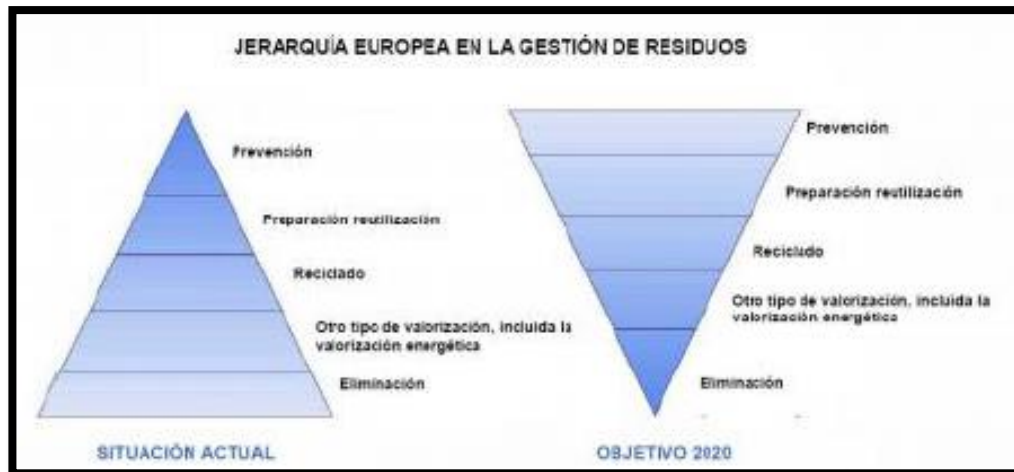 JERARQUÍA EUROPEA EN LA GESTIÓN DE RESIDUOS
Prevención
Preparación reutilización
Reciclado
Otro tipo de valorización, incluida la
valorización energética
Eliminación
SITUACIÓN ACTUAL
Prevención
Preparación reutilización
Reciclado
Otro tipo de valorización, incluida la
valorización energética
Eliminación
OBJETIVO 2020